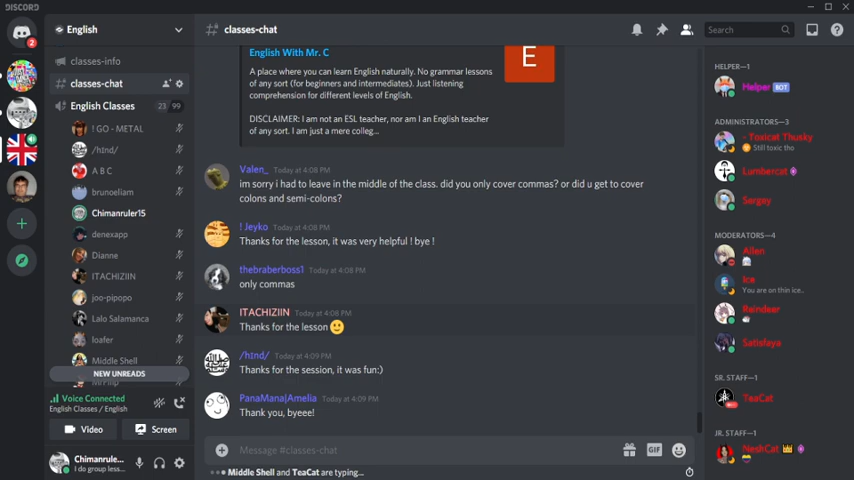 DISCORD
2
English
classes-info
classes-chat
English Classes 23 99
! GO - METAL
/hInd/
A B C
brunoeliam
Chimanruler15
denexapp
Dianne
ITACHIZIIN
joo-pipopo
Lalo Salamanca
loafer
Middle Shell
NEW UNREADS
Voice Connected
English Classes / English
Video Screen
Chimanrule...
I do group less...
classes-chat
Search
English With Mr. C
E
A place where you can learn English naturally. No grammar lessons
of any sort (for beginners and intermediates). Just listening
comprehension for different levels of English.
DISCLAIMER: I am not an ESL teacher, nor am I an English teacher
of any sort. I am just a mere colleg...
Valen_ Today at 4:08 PM
im sorry i had to leave in the middle of the class. did you only cover commas? or did u get to cover
colons and semi-colons?
! Jeyko Today at 4:08 PM
Thanks for the lesson, it was very helpful ! bye !
thebraberboss1 Today at 4:08 PM
only commas
ITACHIZIIN Today at 4:08 PM
Thanks for the lesson
/hInd/ Today at 4:09 PM
Thanks for the session, it was fun:)
PanaMana|Amelia Today at 4:09 PM
Thank you, byeee!
Message #classes-chat
GIF
Middle Shell and TeaCat are typing...
HELPER—1
Helper BOT
ADMINISTRATORS—3
Toxicat Thusky
Still toxic tho
Lumbercat
Sergey
MODERATORS—4
Allen
Ice
You are on thin ice..
Reindeer
Satisfaya
SR. STAFF—1
TeaCat
JR. STAFF—1
NeshCat